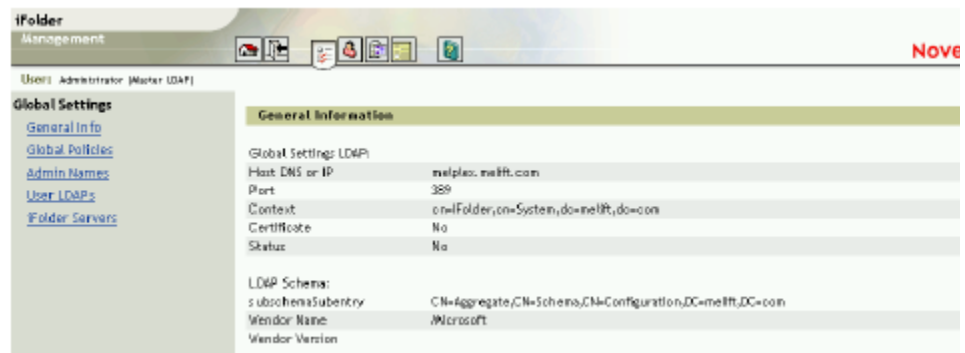 iFolder
Management
Nove
User: Administrator (Master LDAP)
Global Settings
General Info
Global Policies
Admin Names
User LDAPs
iFolder Servers
General Information
Global Settings LDAP:
Host DNS or IP
Port 389
Context cn=iFolder,cn=System,dc=mellft,dc=com
Certificate No
Status No
LDAP Schema:
subschemaSubentry CN=Aggregate,CN=Schema,CN=Configuration,DC=mellft,DC=com
Vendor Name Microsoft
Vendor Version